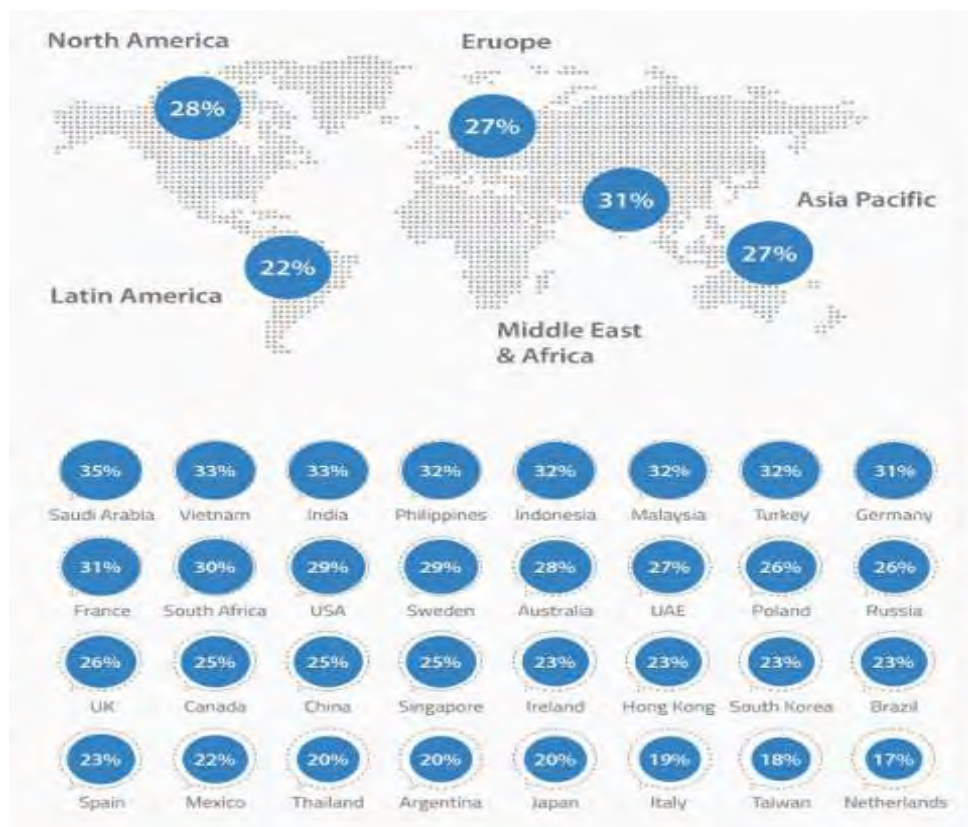 North America
Eruope
28%
27%
31%
Asia Pacific
27%
22%
Latin America
Middle East
& Africa
35% 33% 33% 32% 32% 32% 32% 31%
Saudi Arabia Vietnam India Philippines Indonesia Malaysia Turkey Germany
31% 30% 29% 29% 28% 27% 26% 26%
France South Africa USA Sweden Australia UAE Poland Russia
26% 25% 25% 25% 23% 23% 23% 23%
UK Canada China Singapore Ireland Hong Kong South Korea Brazil
23% 22% 20% 20% 20% 19% 18% 17%
Spain Mexico Thailand Argentina Japan Italy Taiwan Netherlands